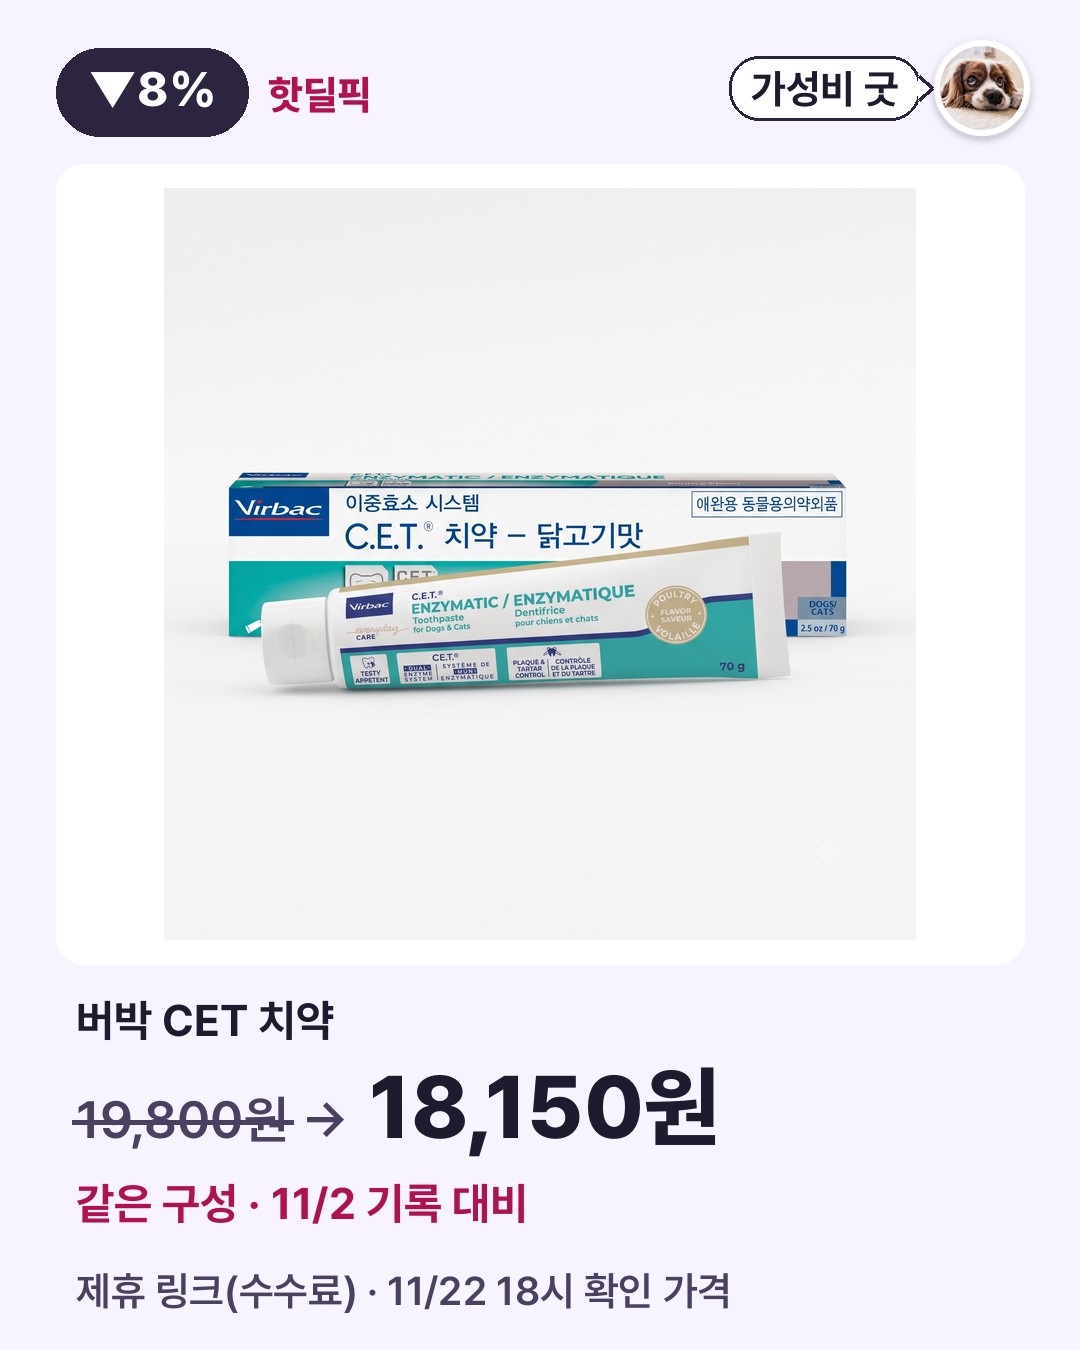 ▼8%
핫딜픽
가성비 굿
ENZYMATIC / ENZYMATIQUE
Virbac
이중효소 시스템
애완용 동물용의약외품
C.E.T.® 치약 – 닭고기맛
CET
Virbac
C.E.T.®
ENZYMATIC / ENZYMATIQUE
Toothpaste
for Dogs & Cats
Dentifrice
pour chiens et chats
everyday
CARE
POULTRY
FLAVOR
SAVEUR
VOLAILLE
TESTY
APPETENT
C.E.T.®
DUAL
ENZYME
SYSTEM
SYSTÈME DE
ENZYMATIQUE
PLAQUE &
TARTAR
CONTROL
CONTRÔLE
DE LA PLAQUE
ET DU TARTRE
70 g
DOGS/
CATS
2.5 oz / 70 g
버박 CET 치약
19,800원 → 18,150원
같은 구성 · 11/2 기록 대비
제휴 링크(수수료) · 11/22 18시 확인 가격